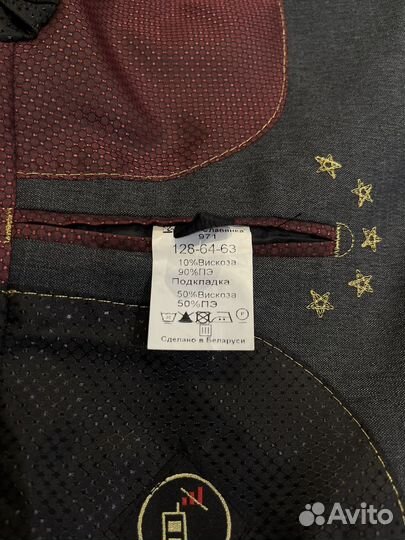 971
128-64-63
10%Вискоза
90%ПЭ
Подкладка
50%Вискоза
50%ПЭ
Сделано в Беларуси
Avito